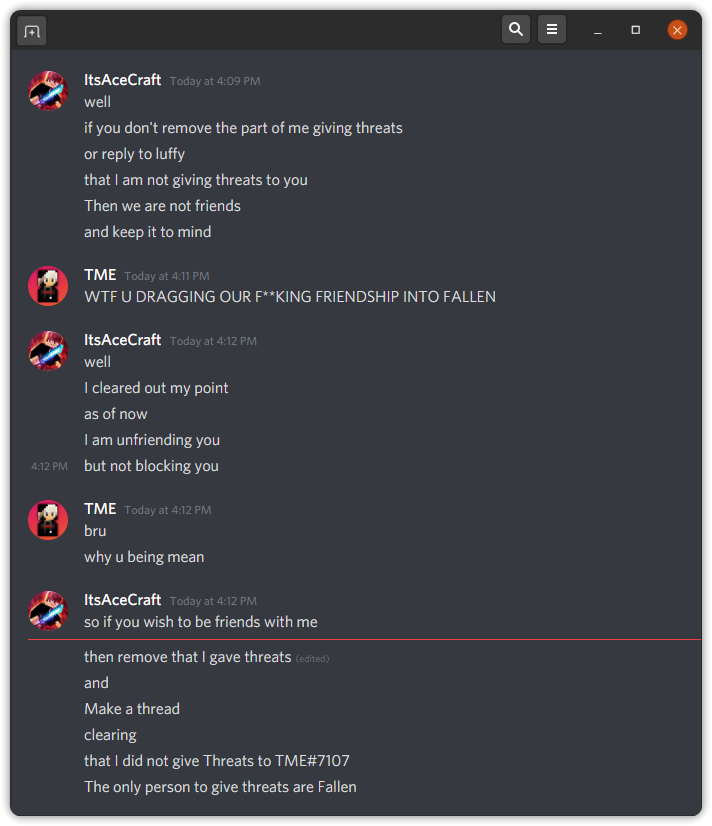 ItsAceCraft Today at 4:09 PM
well
if you don't remove the part of me giving threats
or reply to luffy
that I am not giving threats to you
Then we are not friends
and keep it to mind
TME Today at 4:11 PM
WTF U DRAGGING OUR F**KING FRIENDSHIP INTO FALLEN
ItsAceCraft Today at 4:12 PM
well
I cleared out my point
as of now
I am unfriending you
4:12 PM but not blocking you
TME Today at 4:12 PM
bru
why u being mean
ItsAceCraft Today at 4:12 PM
so if you wish to be friends with me
then remove that I gave threats (edited)
and
Make a thread
clearing
that I did not give Threats to TME#7107
The only person to give threats are Fallen